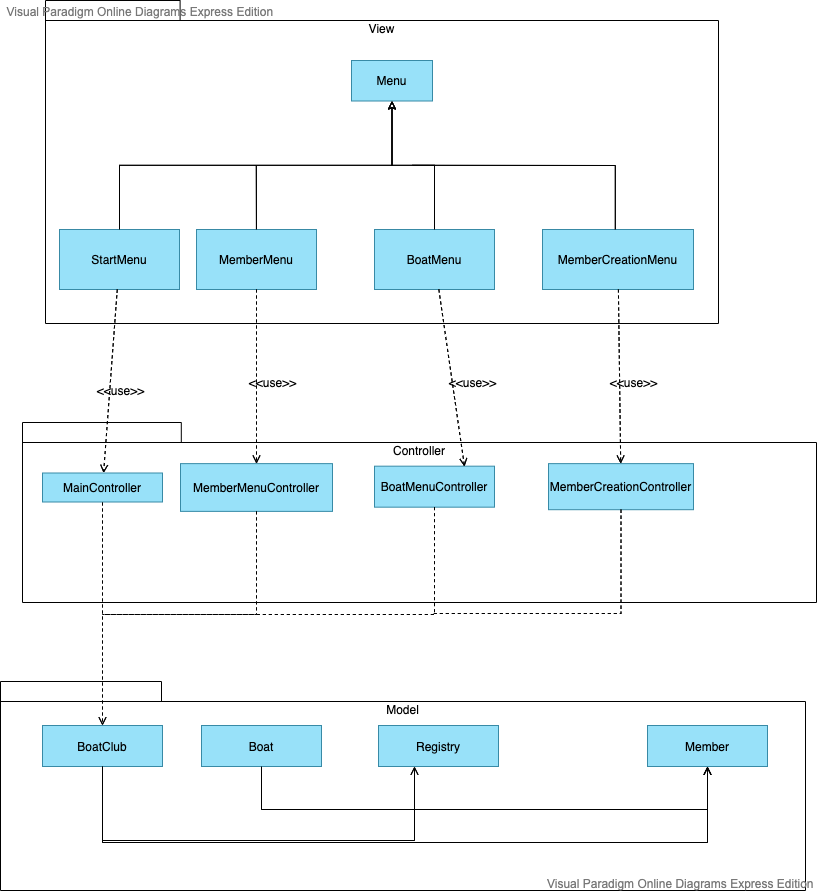 Visual Paradigm Online Diagrams Express Edition
View
Menu
StartMenu
MemberMenu
BoatMenu
MemberCreationMenu
<<use>>
<<use>>
<<use>>
<<use>>
Controller
MainController
MemberMenuController
BoatMenuController
MemberCreationController
Model
BoatClub
Boat
Registry
Member
Visual Paradigm Online Diagrams Express Edition